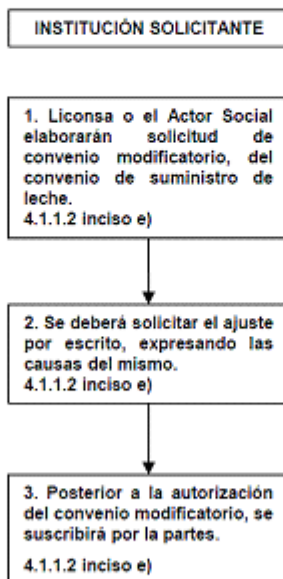 INSTITUCIÓN SOLICITANTE
1. Liconsa o el Actor Social
elaborarán solicitud de
convenio modificatorio, del
convenio de suministro de
leche.
4.1.1.2 inciso e)
2. Se deberá solicitar el ajuste
por escrito, expresando las
causas del mismo.
4.1.1.2 inciso e)
3. Posterior a la autorización
del convenio modificatorio, se
suscribirá por la partes.
4.1.1.2 inciso e)